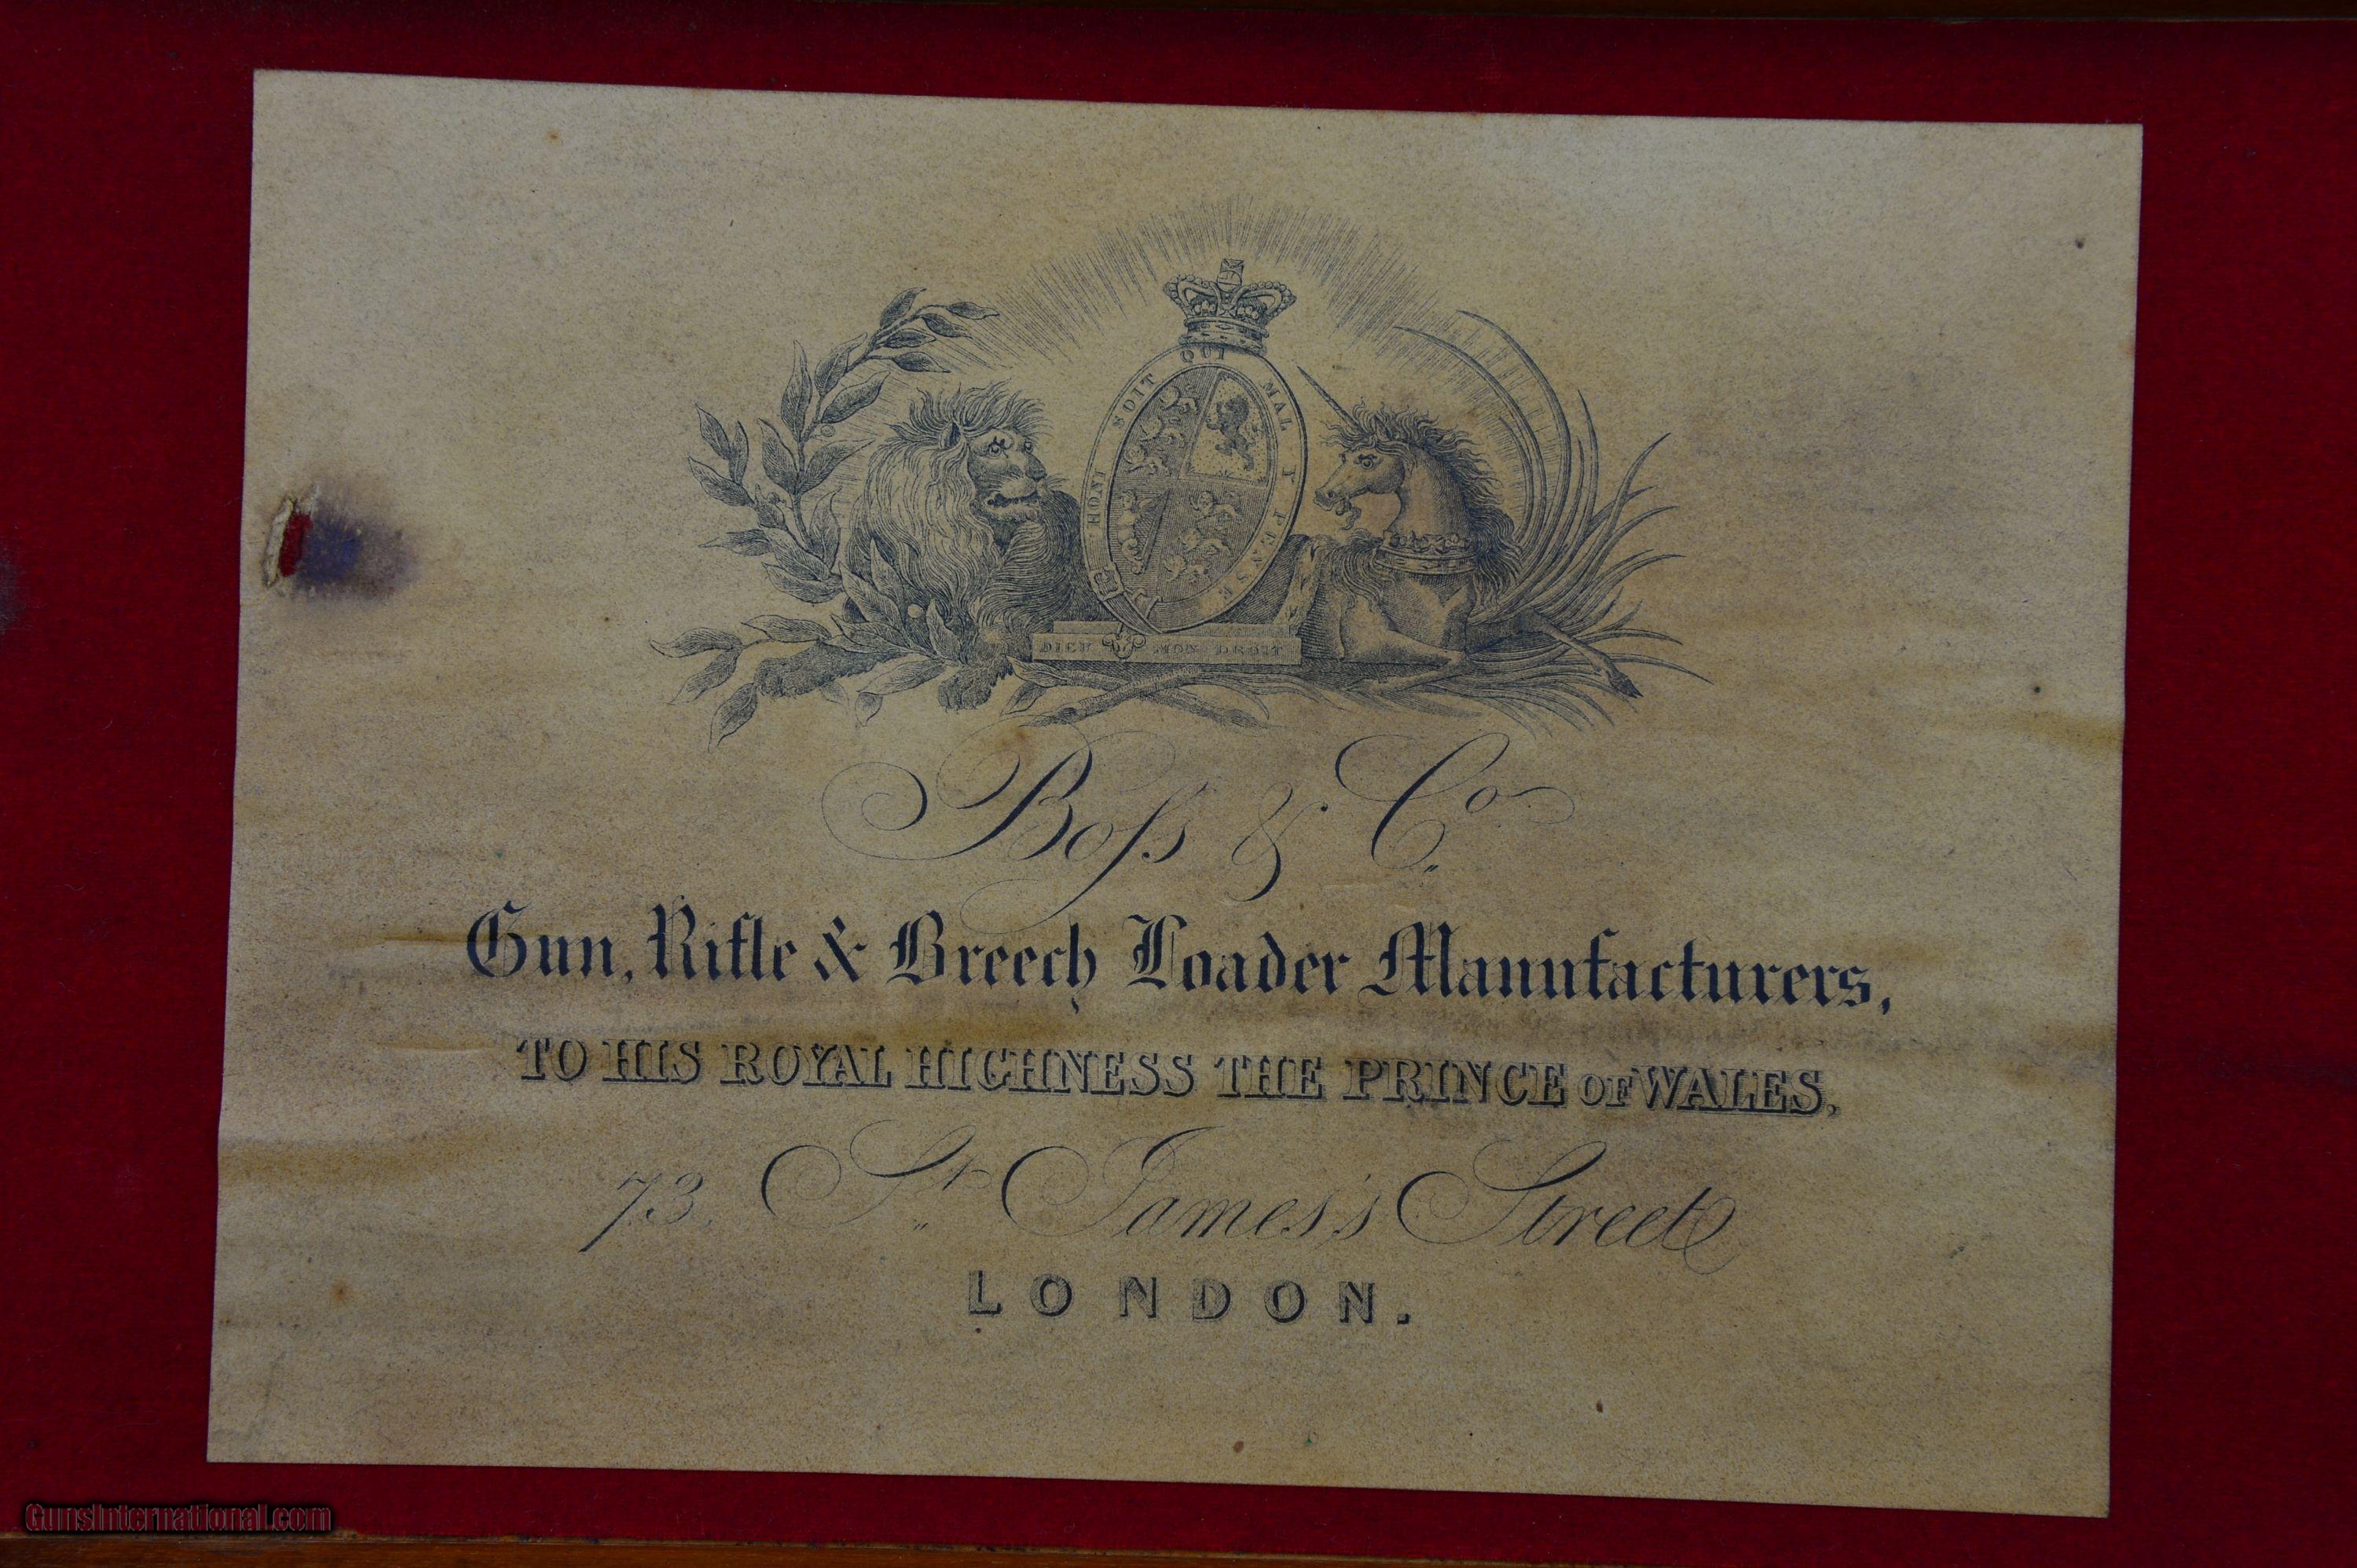 HONI SOIT QUI MAL Y PENSE
DIEU ET MON DROIT
Boſs & Co.
Gun, Rifle & Breech Loader Manufacturers,
TO HIS ROYAL HIGHNESS THE PRINCE OF WALES.
73, St. James's Street
LONDON.
GunsInternational.com